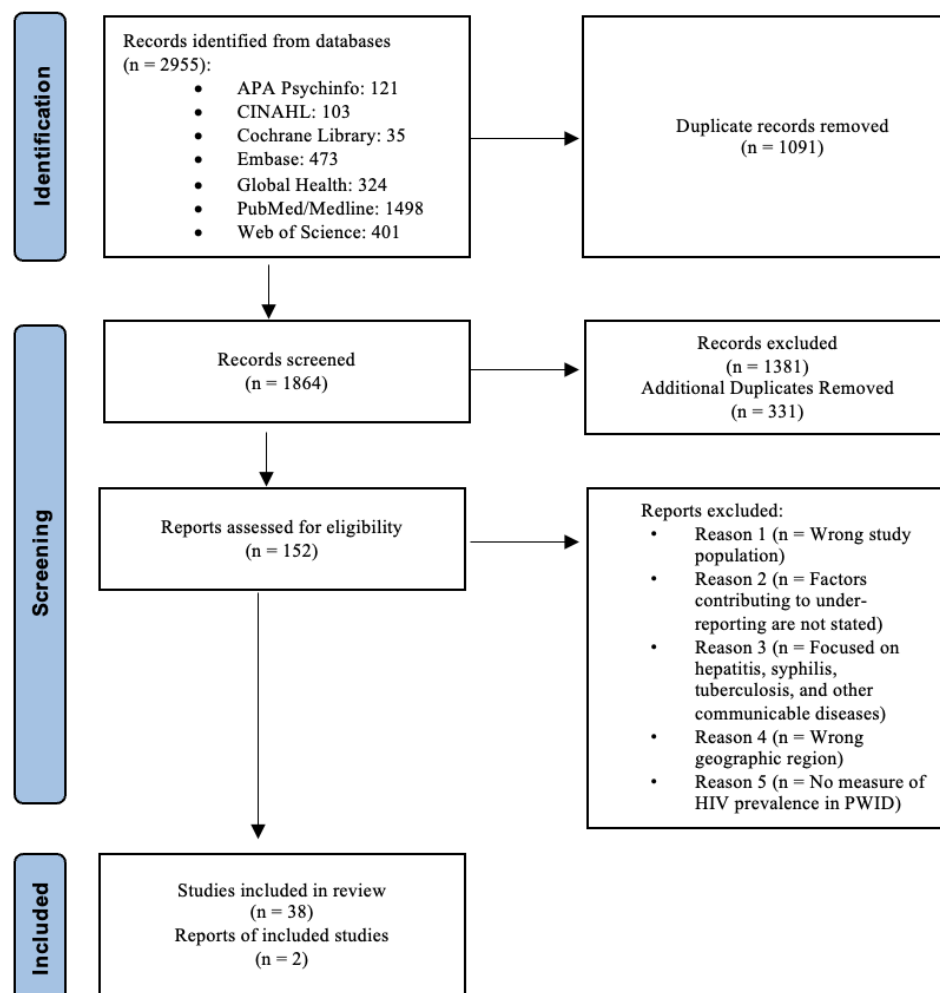 Identification
Records identified from databases
(n = 2955):
• APA Psychinfo: 121
• CINAHL: 103
• Cochrane Library: 35
• Embase: 473
• Global Health: 324
• PubMed/Medline: 1498
• Web of Science: 401
Duplicate records removed
(n = 1091)
Screening
Records screened
(n = 1864)
Records excluded
(n = 1381)
Additional Duplicates Removed
(n = 331)
Reports assessed for eligibility
(n = 152)
Reports excluded:
• Reason 1 (n = Wrong study
population)
• Reason 2 (n = Factors
contributing to under-
reporting are not stated)
• Reason 3 (n = Focused on
hepatitis, syphilis,
tuberculosis, and other
communicable diseases)
• Reason 4 (n = Wrong
geographic region)
• Reason 5 (n = No measure of
HIV prevalence in PWID)
Included
Studies included in review
(n = 38)
Reports of included studies
(n = 2)